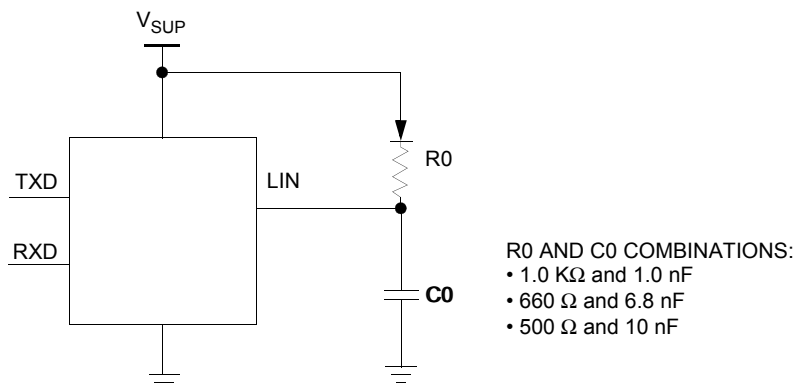 VSUP
R0
TXD
LIN
RXD
C0
R0 AND C0 COMBINATIONS:
• 1.0 KΩ and 1.0 nF
• 660 Ω and 6.8 nF
• 500 Ω and 10 nF